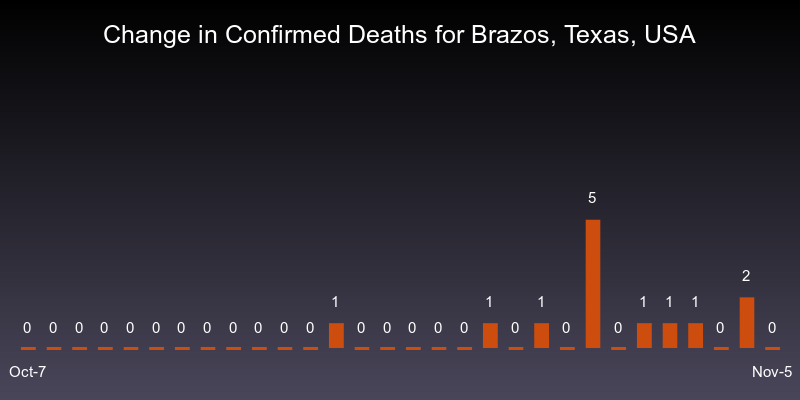 Change in Confirmed Deaths for Brazos, Texas, USA
5
2
1 1 1 1 1 1
0 0 0 0 0 0 0 0 0 0 0 0 0 0 0 0 0 0 0 0 0 0 0
Oct-7 Nov-5